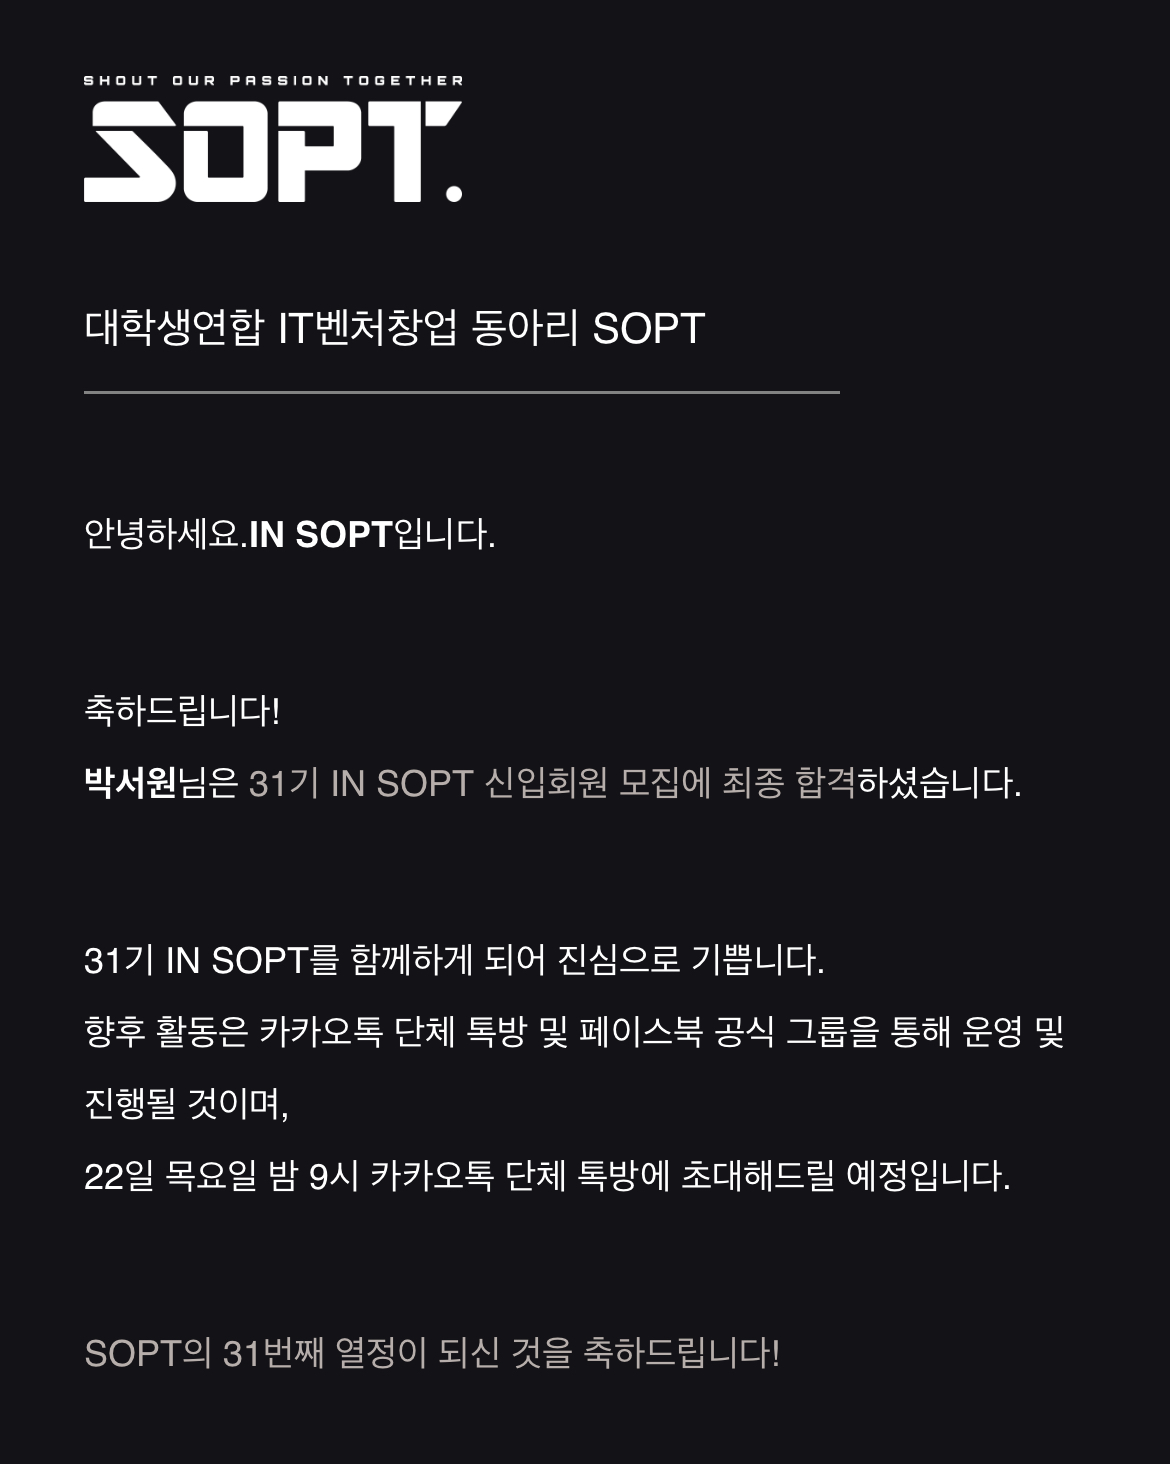 SHOUT OUR PASSION TOGETHER
SOPT.
대학생연합 IT벤처창업 동아리 SOPT
안녕하세요.IN SOPT입니다.
축하드립니다!
박서원님은 31기 IN SOPT 신입회원 모집에 최종 합격하셨습니다.
31기 IN SOPT를 함께하게 되어 진심으로 기쁩니다.
향후 활동은 카카오톡 단체 톡방 및 페이스북 공식 그룹을 통해 운영 및
진행될 것이며,
22일 목요일 밤 9시 카카오톡 단체 톡방에 초대해드릴 예정입니다.
SOPT의 31번째 열정이 되신 것을 축하드립니다!